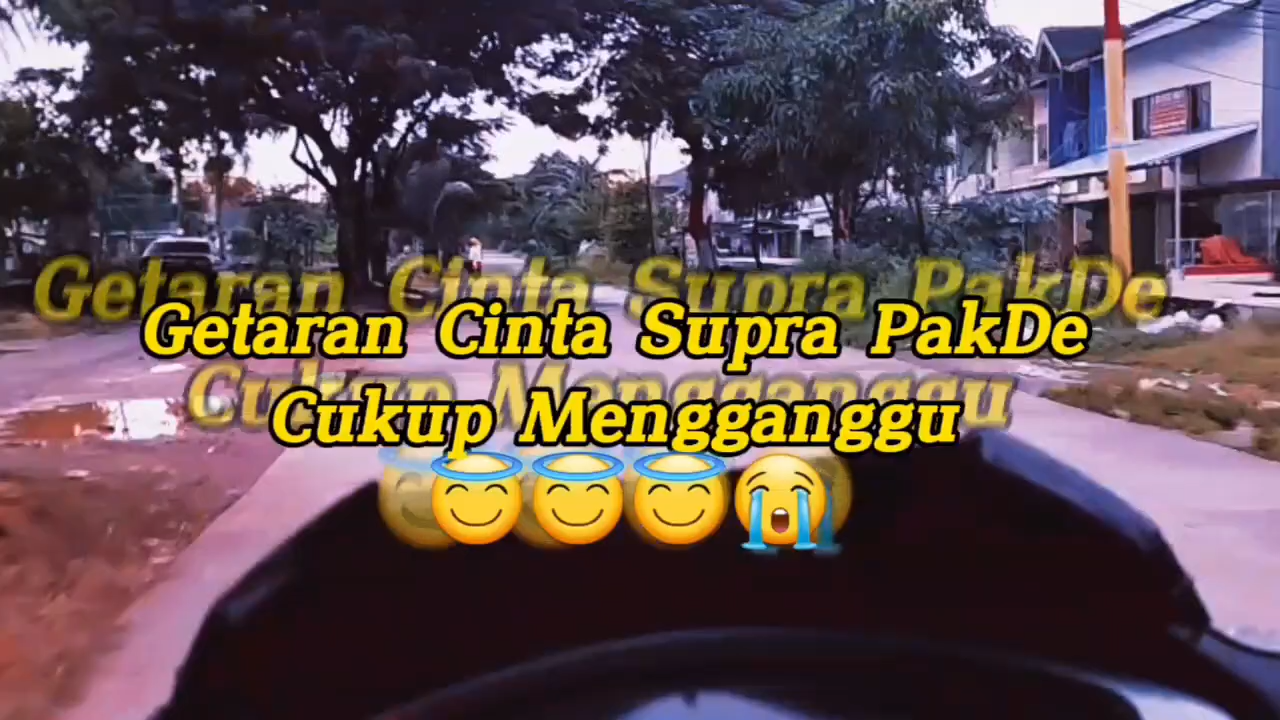 Getaran Cinta Supra PakDe
Cukup Mengganggu
😇😇😇😭